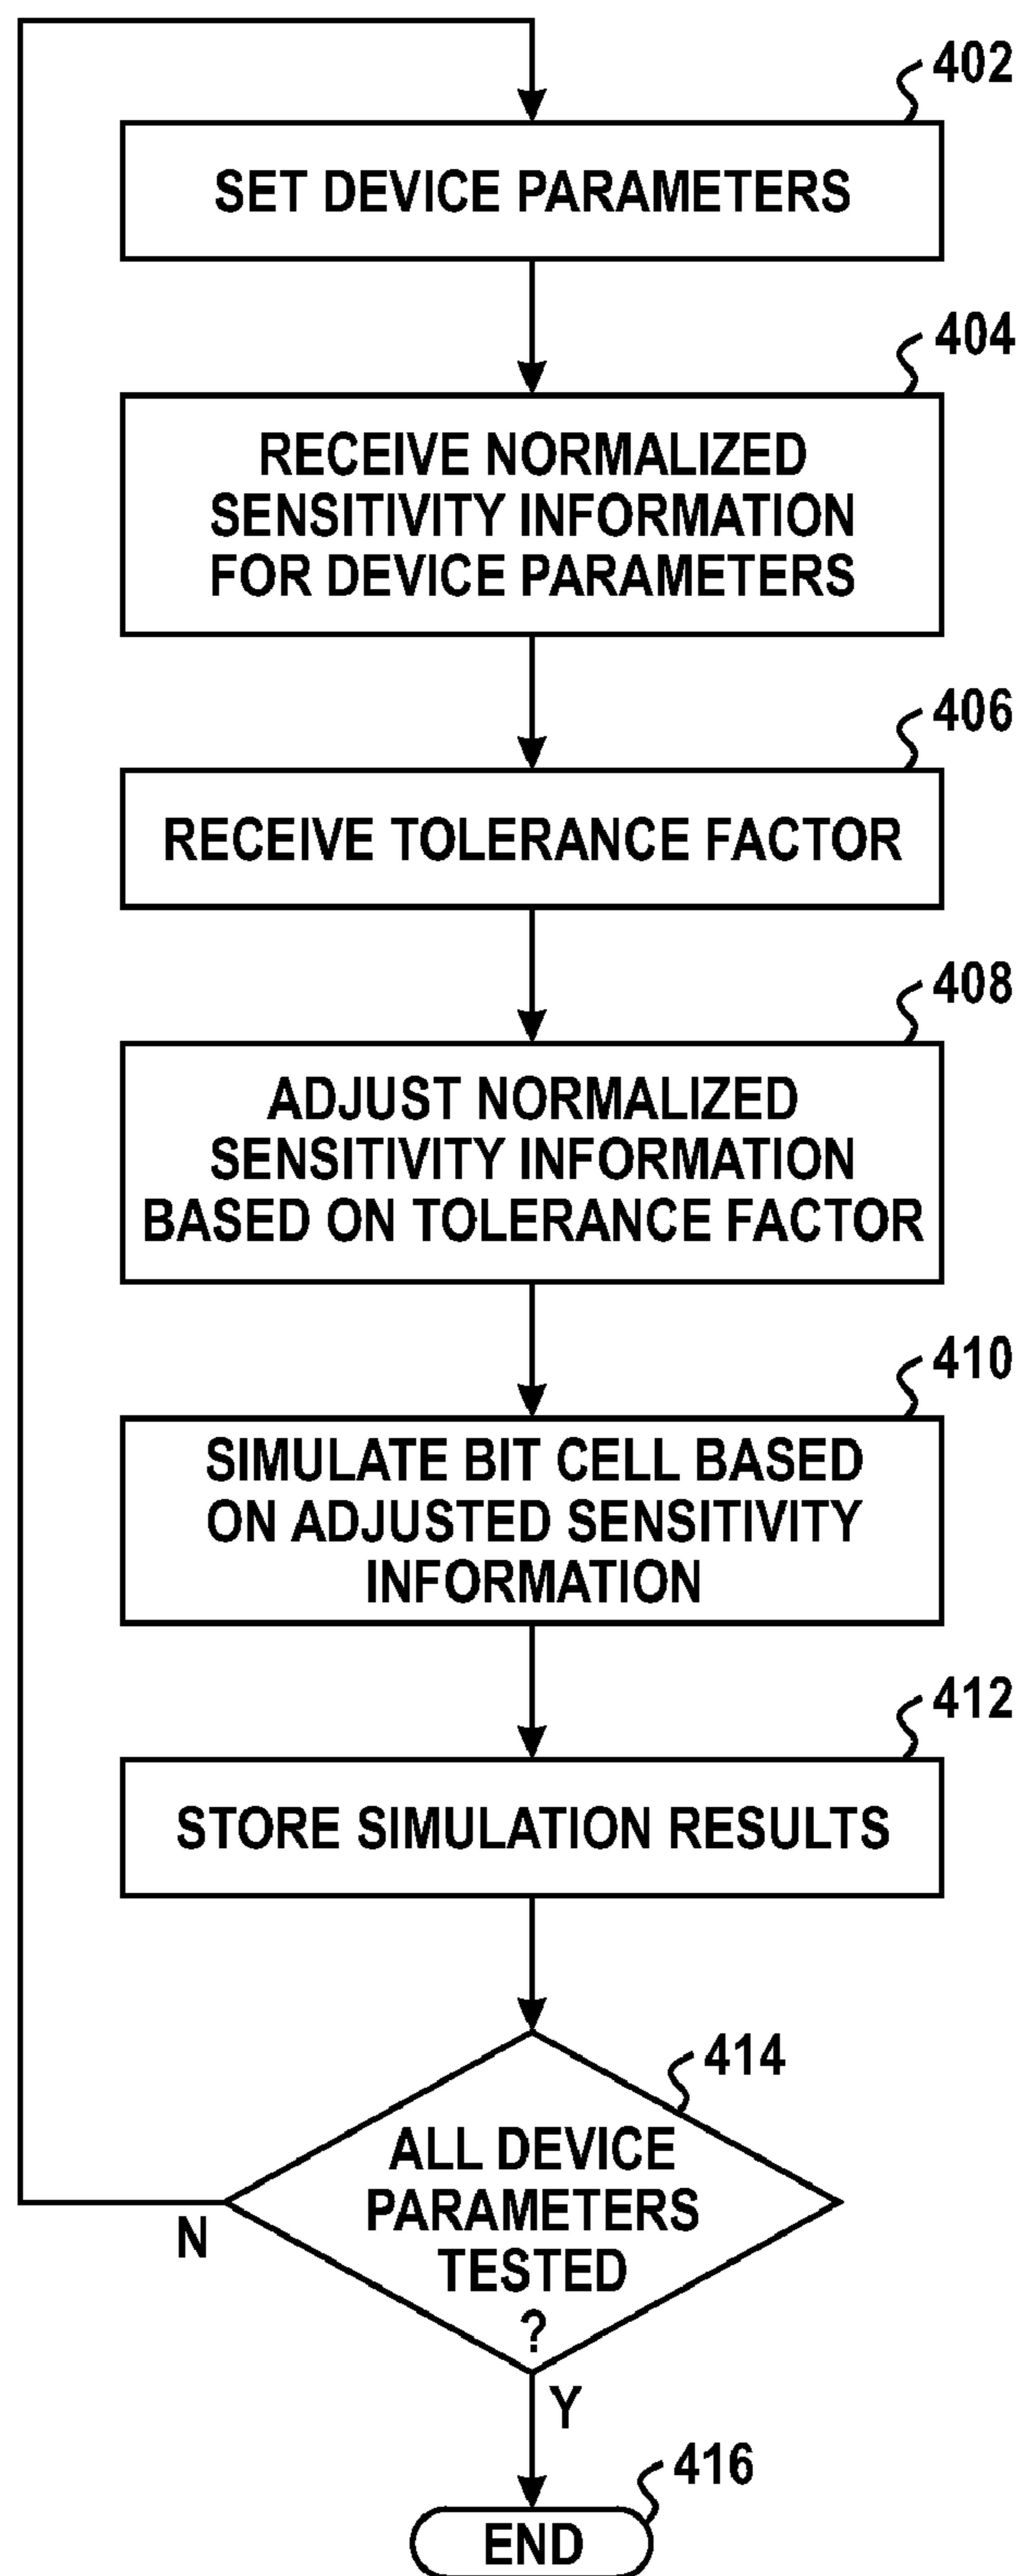 402
SET DEVICE PARAMETERS
404
RECEIVE NORMALIZED
SENSITIVITY INFORMATION
FOR DEVICE PARAMETERS
406
RECEIVE TOLERANCE FACTOR
408
ADJUST NORMALIZED
SENSITIVITY INFORMATION
BASED ON TOLERANCE FACTOR
410
SIMULATE BIT CELL BASED
ON ADJUSTED SENSITIVITY
INFORMATION
412
STORE SIMULATION RESULTS
414
ALL DEVICE
PARAMETERS
TESTED
?
N
Y
416
END